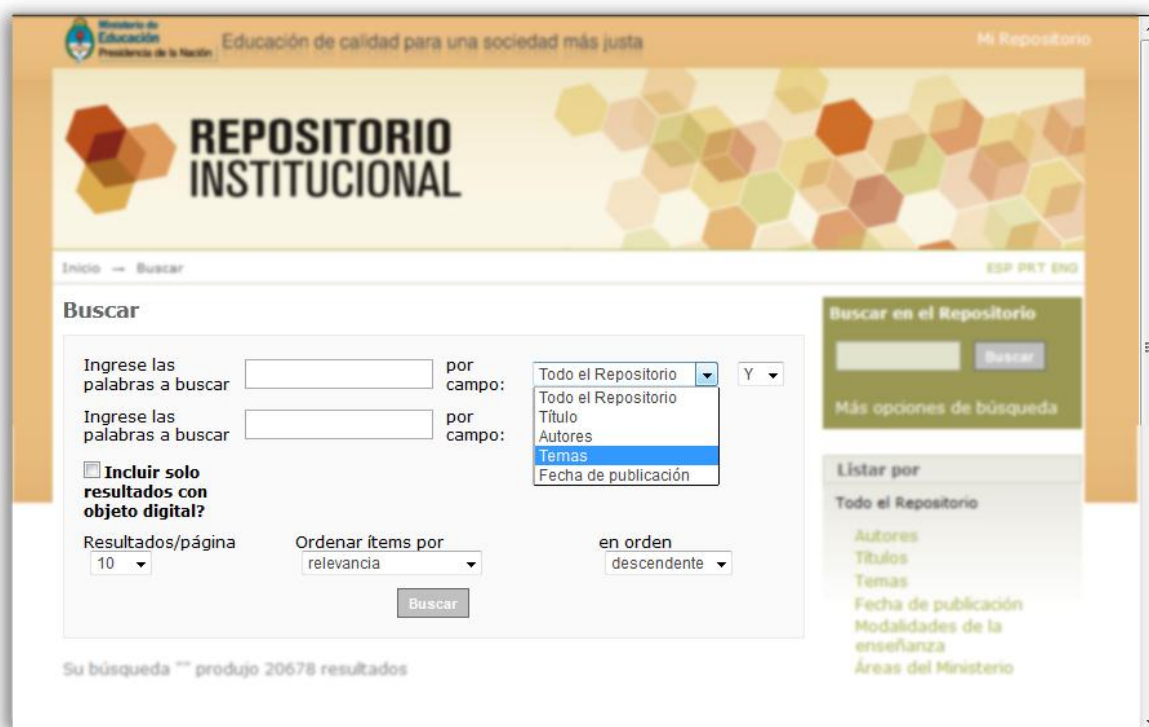 Ministerio de
Educación
Presidencia de la Nación
Educación de calidad para una sociedad más justa
Mi Repositorio
REPOSITORIO
INSTITUCIONAL
Inicio → Buscar
ESP PRT ENG
Buscar
Ingrese las
palabras a buscar
por
campo:
Todo el Repositorio
Y
Todo el Repositorio
Título
Autores
Temas
Fecha de publicación
Ingrese las
palabras a buscar
por
campo:
Incluir solo
resultados con
objeto digital?
Resultados/página
10
Ordenar ítems por
relevancia
en orden
descendente
Buscar
Su búsqueda "" produjo 20678 resultados
Buscar en el Repositorio
Buscar
Más opciones de búsqueda
Listar por
Todo el Repositorio
Autores
Títulos
Temas
Fecha de publicación
Modalidades de la
enseñanza
Áreas del Ministerio